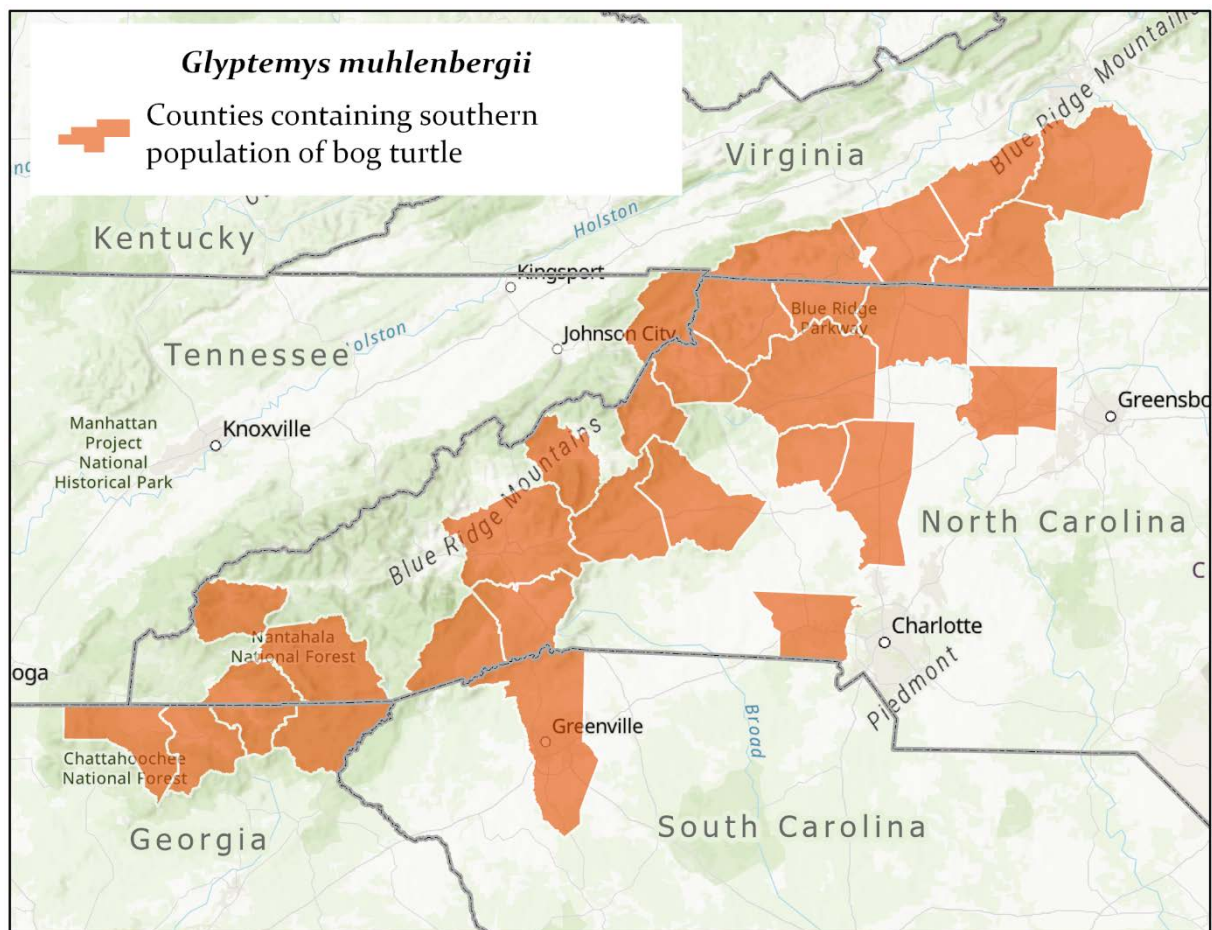 Glyptemys muhlenbergii
Counties containing southern
population of bog turtle
Blue Ridge Mountains
Virginia
Kentucky
Holston
Kingsport
Blue Ridge
Parkway
Johnson City
Tennessee
olston
Greensbo
Manhattan
Project
National
Historical Park
Knoxville
Blue Ridge Mountains
North Carolina
C
Nantahala
National Forest
Charlotte
oga
Piedmont
Broad
Greenville
Chattahoochee
National Forest
Georgia
South Carolina